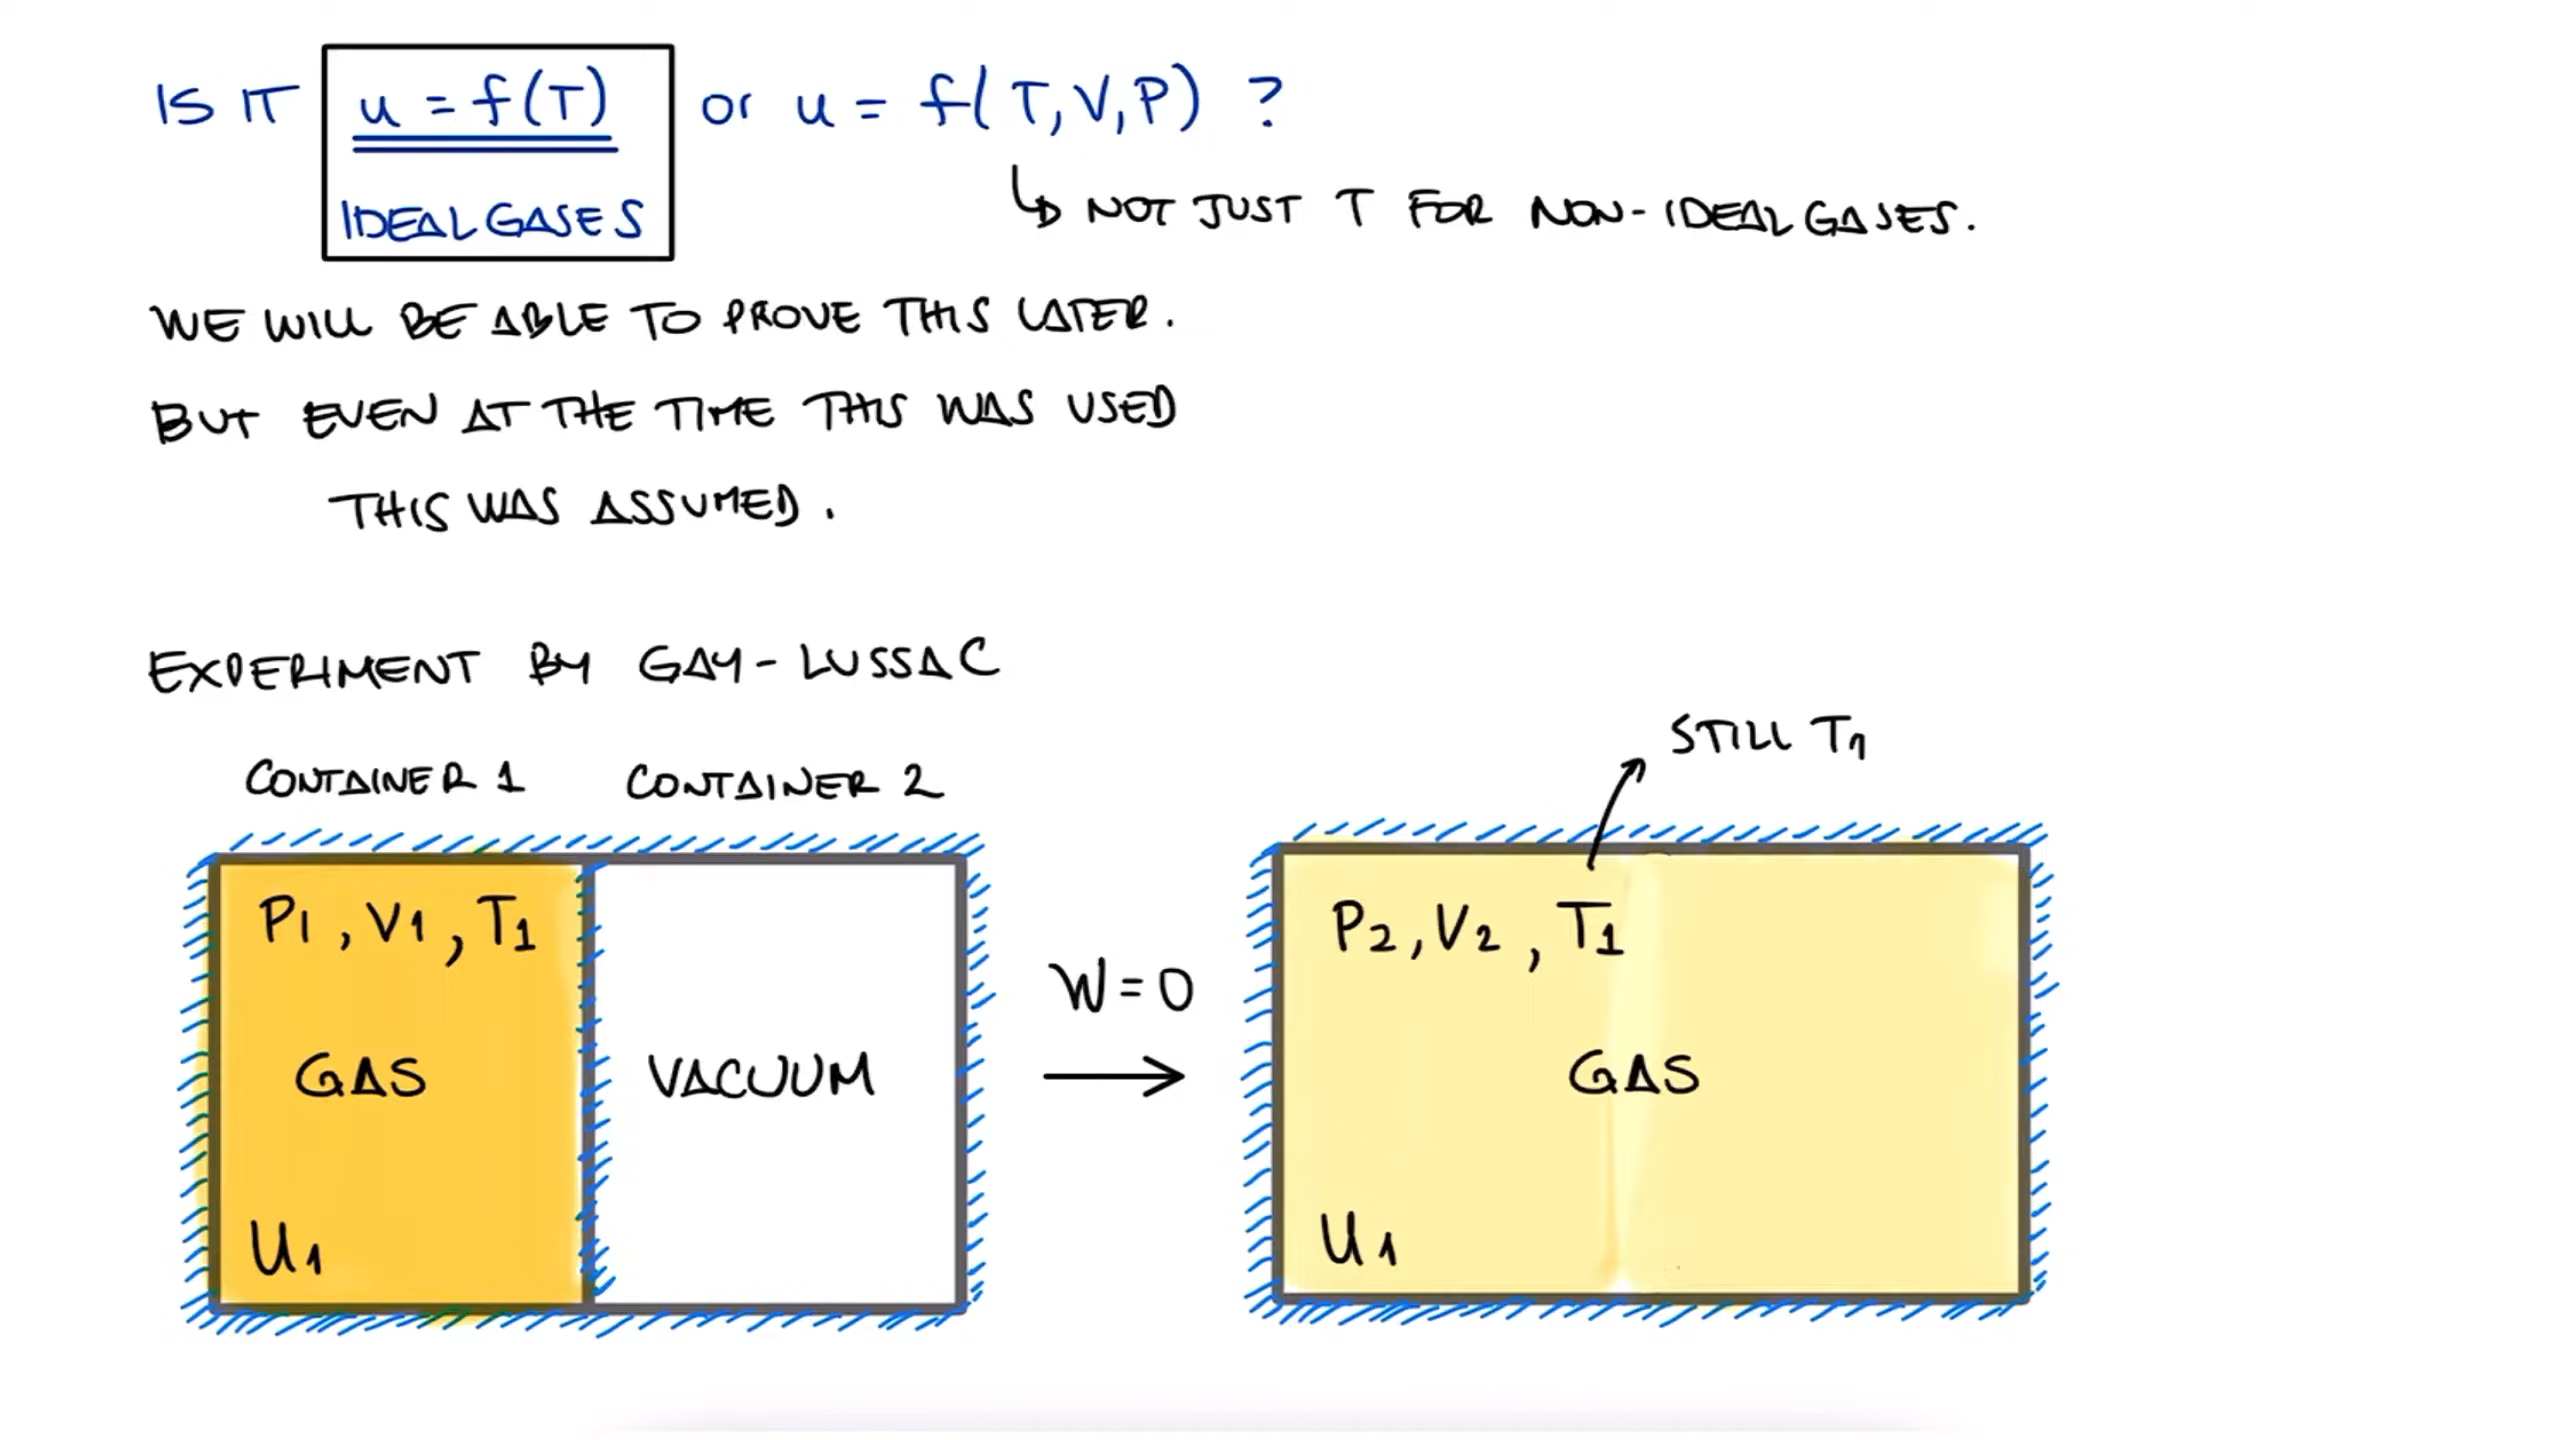 IS IT u = f(T) or u = f(T,V,P) ?
IDEAL GASES
↳ NOT JUST T FOR NON-IDEAL GASES.
WE WILL BE ABLE TO PROVE THIS LATER.
BUT EVEN AT THE TIME THIS WAS USED
THIS WAS ASSUMED.
EXPERIMENT BY GAY-LUSSAC
STILL T1
CONTAINER 1 CONTAINER 2
P1, V1, T1
GAS
U1
VACUUM
W=0
→
P2, V2, T1
GAS
U1